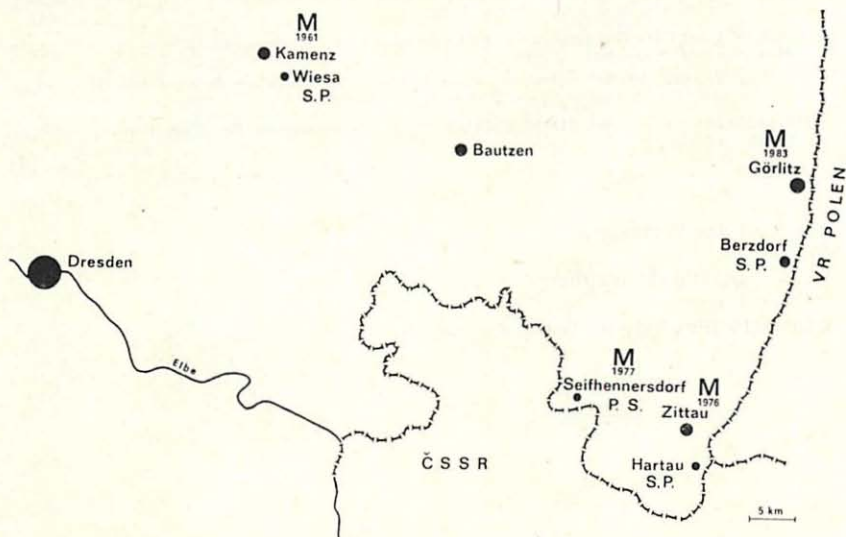 M
1961
Kamenz
Wiesa
S.P.
Bautzen
M
1983
Görlitz
VR POLEN
Berzdorf
S.P.
Dresden
Elbe
M
1977
Seifhennersdorf
P. S.
M
1976
Zittau
ČSSR
Hartau
S.P.
5 km